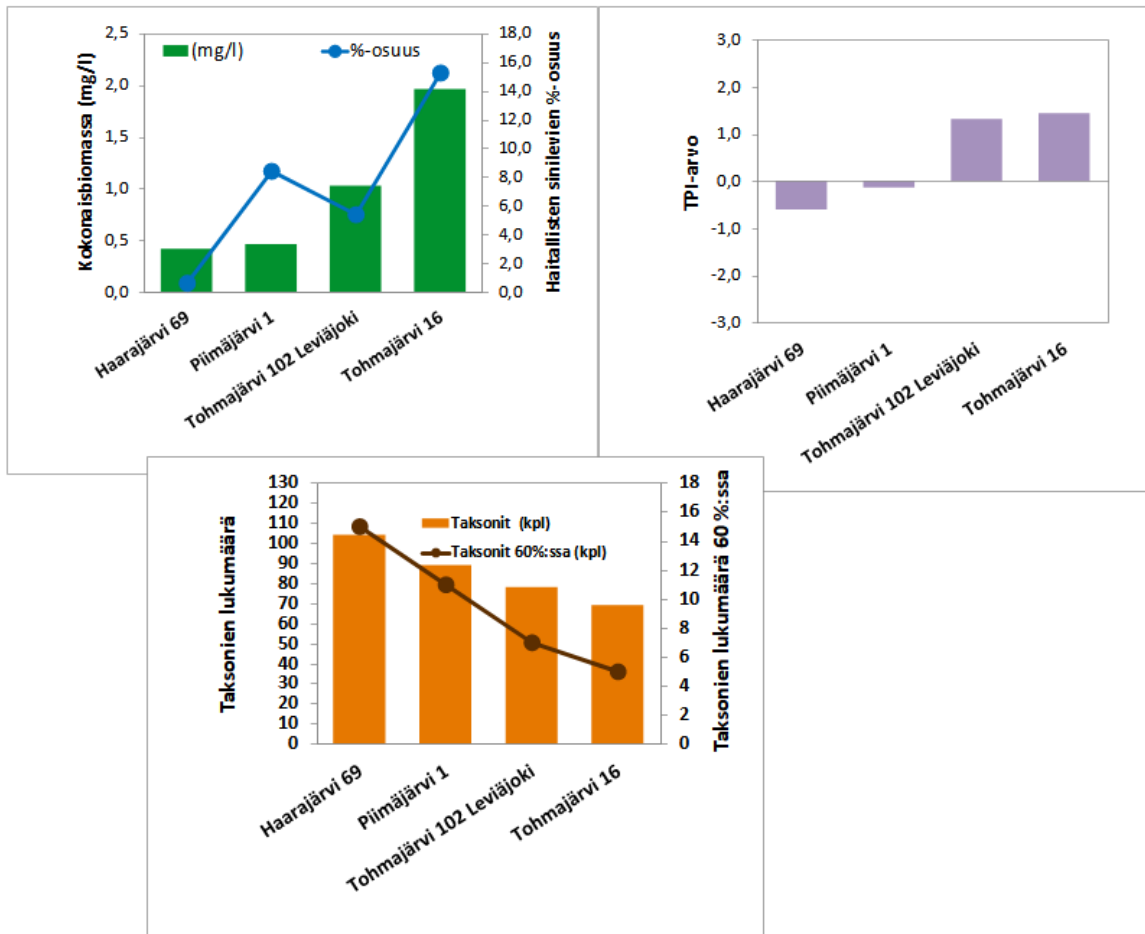 Kokonaisbiomassa (mg/l)
2,5
2,0
1,5
1,0
0,5
0,0
(mg/l)
%-osuus
18,0
16,0
14,0
12,0
10,0
8,0
6,0
4,0
2,0
0,0
Haitallisten sinilevien %-osuus
Haarajärvi 69
Piimäjärvi 1
Tohmajärvi 102 Leviäjoki
Tohmajärvi 16
TPI-arvo
3,0
2,0
1,0
0,0
-1,0
-2,0
-3,0
Haarajärvi 69
Piimäjärvi 1
Tohmajärvi 102 Leviäjoki
Tohmajärvi 16
Taksonien lukumäärä
130
120
110
100
90
80
70
60
50
40
30
20
10
0
Taksonit (kpl)
Taksonit 60%:ssa (kpl)
18
16
14
12
10
8
6
4
2
0
Taksonien lukumäärä 60 %:ssa
Haarajärvi 69
Piimäjärvi 1
Tohmajärvi 102 Leviäjoki
Tohmajärvi 16